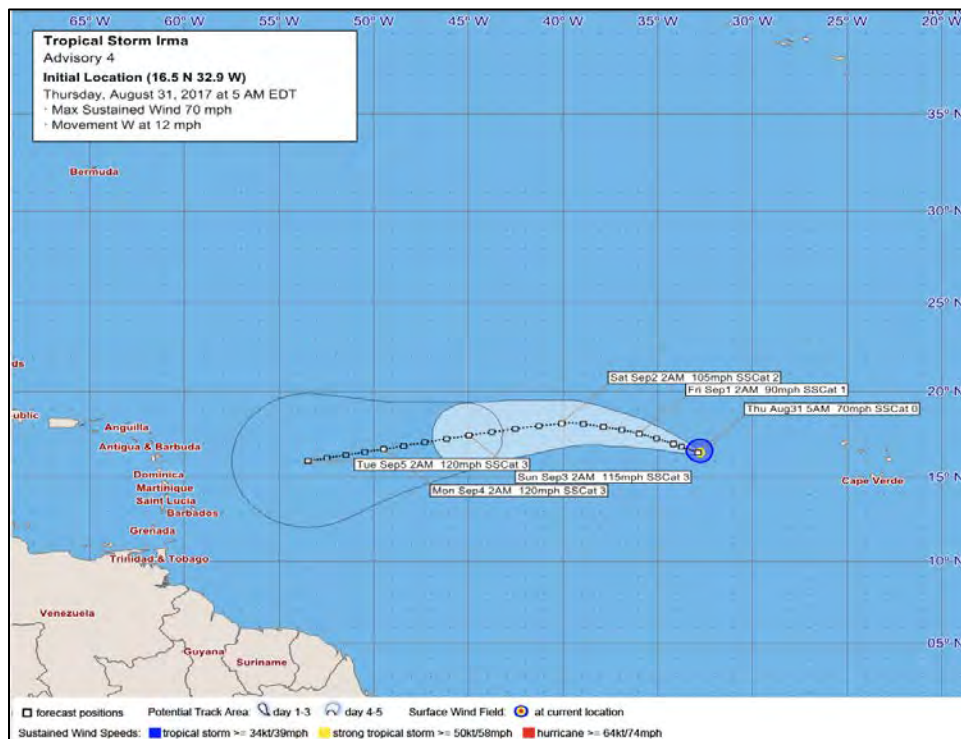 65° W 60° W 55° W 50° W 45° W 40° W 35° W 30° W 25° W 20° W
Tropical Storm Irma
Advisory 4
Initial Location (16.5 N 32.9 W)
Thursday, August 31, 2017 at 5 AM EDT
· Max Sustained Wind 70 mph
· Movement W at 12 mph
35° N
Bermuda
30° N
25° N
ds
Sat Sep2 2AM 105mph SSCat 2
Fri Sep1 2AM 90mph SSCat 1
20° N
Thu Aug31 5AM 70mph SSCat 0
ublic
Anguilla
Antigua & Barbuda
Tue Sep5 2AM 120mph SSCat 3
Dominica
Sun Sep3 2AM 115mph SSCat 3
15° N
Cape Verde
Martinique
Mon Sep4 2AM 120mph SSCat 3
Saint Lucia
Barbados
Grenada
Trinidad & Tobago
10° N
Venezuela
05° N
Guyana
Suriname
forecast positions Potential Track Area: day 1-3 day 4-5 Surface Wind Field: at current location
Sustained Wind Speeds: tropical storm >= 34kt/39mph strong tropical storm >= 50kt/58mph hurricane >= 64kt/74mph